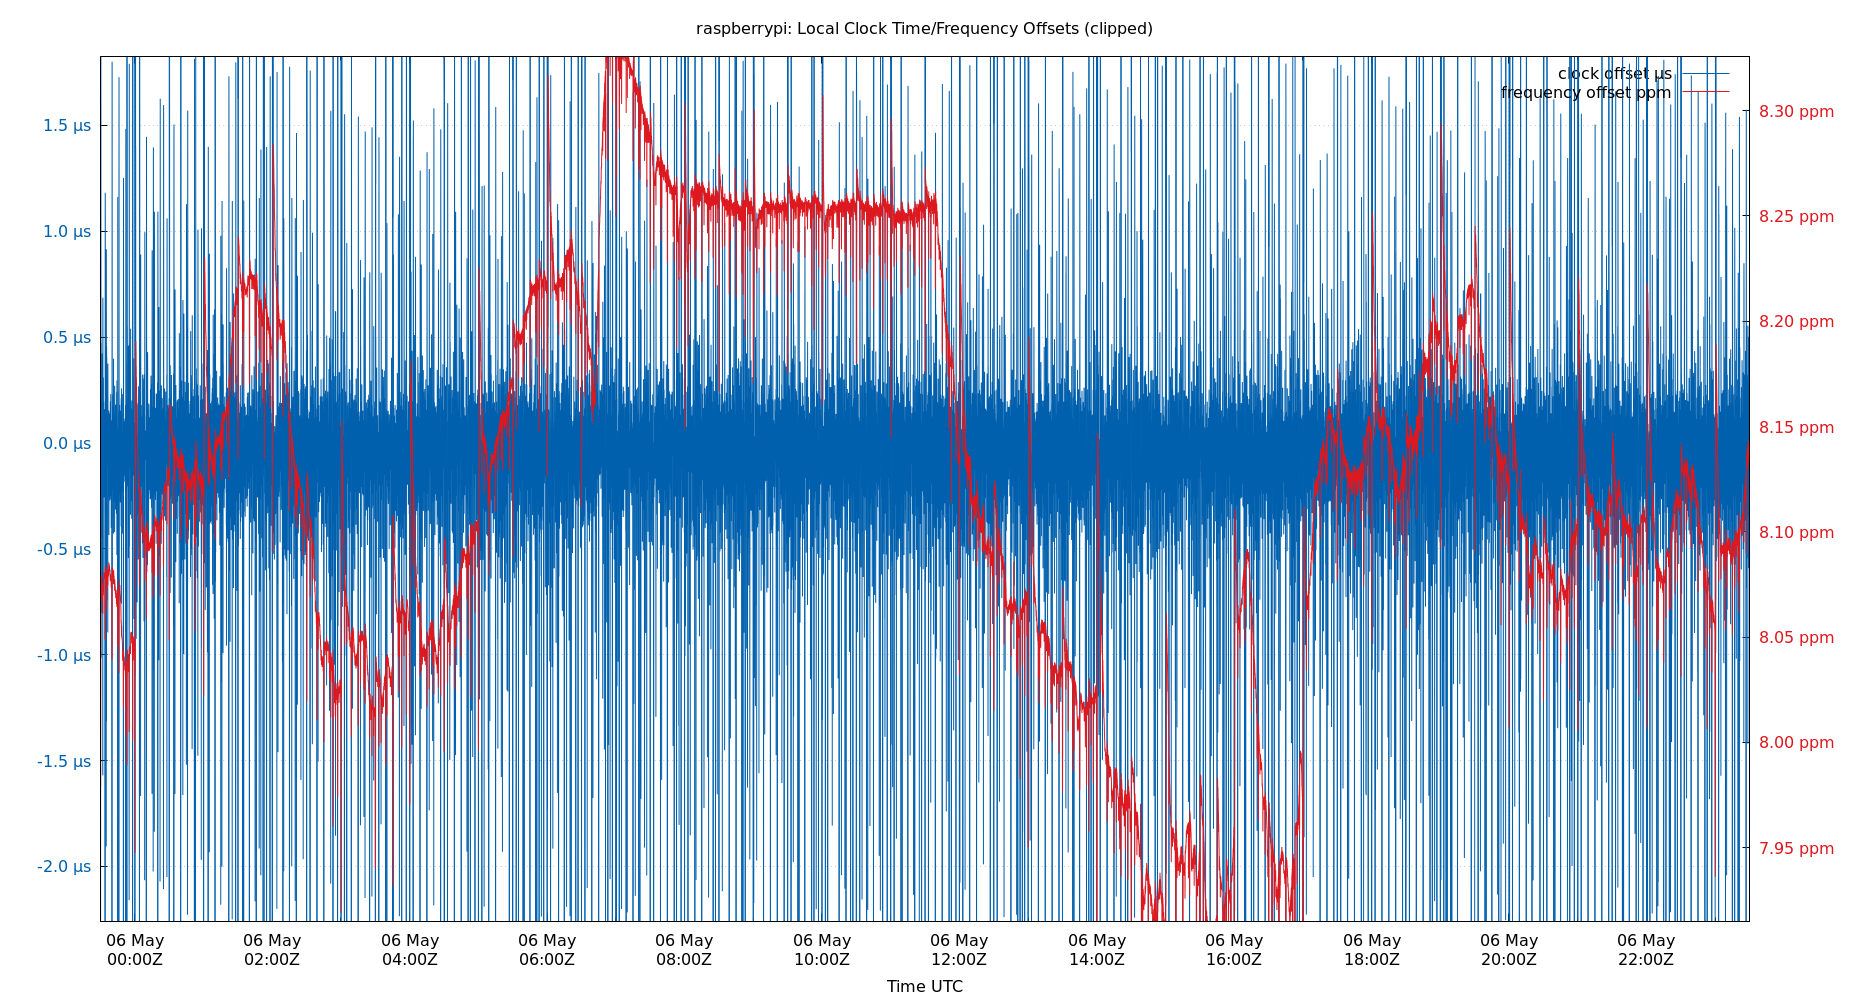 raspberrypi: Local Clock Time/Frequency Offsets (clipped)
clock offset µs
frequency offset ppm
1.5 µs
1.0 µs
0.5 µs
0.0 µs
-0.5 µs
-1.0 µs
-1.5 µs
-2.0 µs
8.30 ppm
8.25 ppm
8.20 ppm
8.15 ppm
8.10 ppm
8.05 ppm
8.00 ppm
7.95 ppm
06 May 06 May 06 May 06 May 06 May 06 May 06 May 06 May 06 May 06 May 06 May 06 May
00:00Z 02:00Z 04:00Z 06:00Z 08:00Z 10:00Z 12:00Z 14:00Z 16:00Z 18:00Z 20:00Z 22:00Z
Time UTC